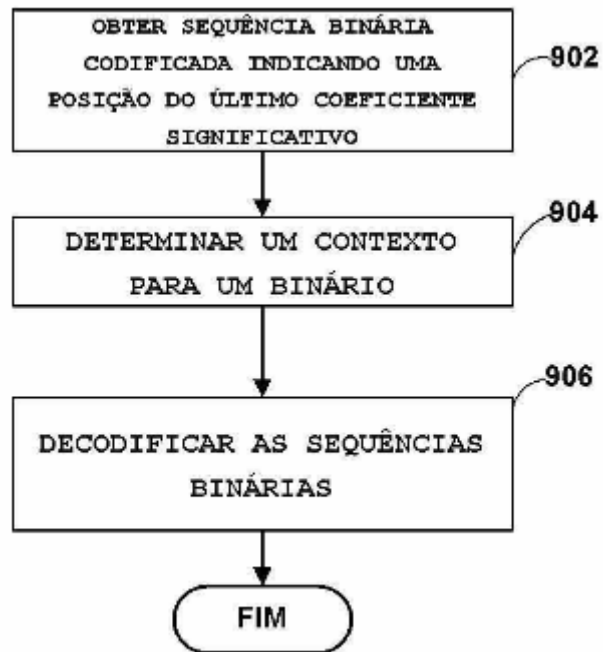 OBTER SEQUÊNCIA BINÁRIA
CODIFICADA INDICANDO UMA
POSIÇÃO DO ÚLTIMO COEFICIENTE
SIGNIFICATIVO
902
904
DETERMINAR UM CONTEXTO
PARA UM BINÁRIO
906
DECODIFICAR AS SEQUÊNCIAS
BINÁRIAS
FIM